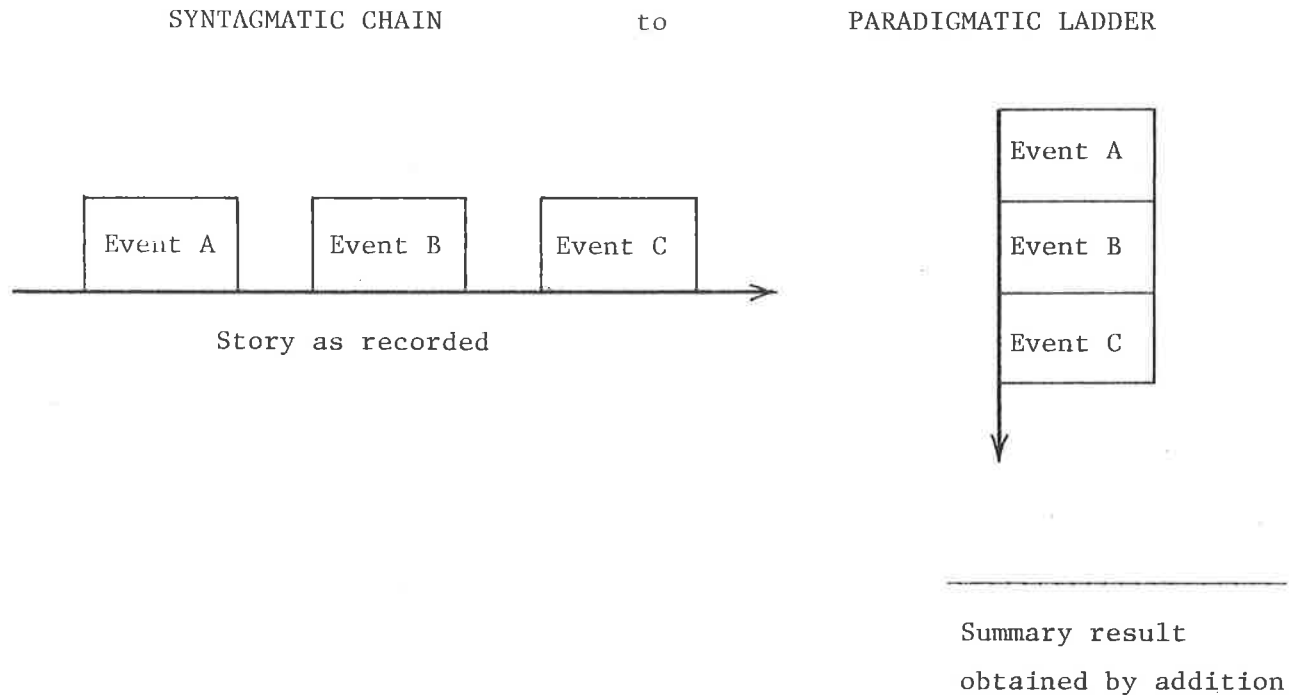 SYNTAGMATIC CHAIN to PARADIGMATIC LADDER
Event A Event B Event C
Story as recorded
Event A
Event B
Event C
Summary result
obtained by addition